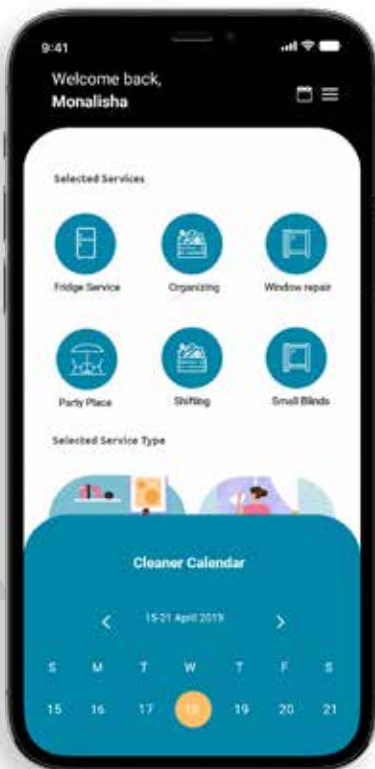 9:41
Welcome back,
Monalisha
Selected Services
Fridge Service Organizing Window repair
Party Place Shifting Small Blinds
Selected Service Type
Cleaner Calendar
15-21 April 2019
S M T W T F S
15 16 17 18 19 20 21